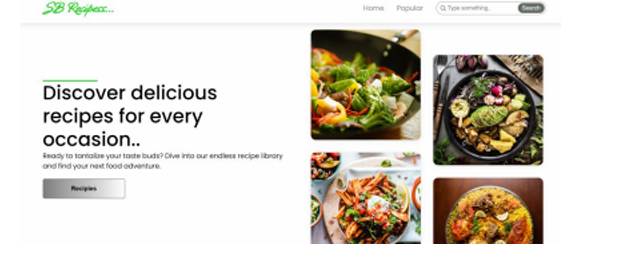 SB Recipess...
Home Popular Type something.. Search
Discover delicious
recipes for every
occasion..
Ready to tantalize your taste buds? Dive into our endless recipe library
and find your next food adventure.
Recipies